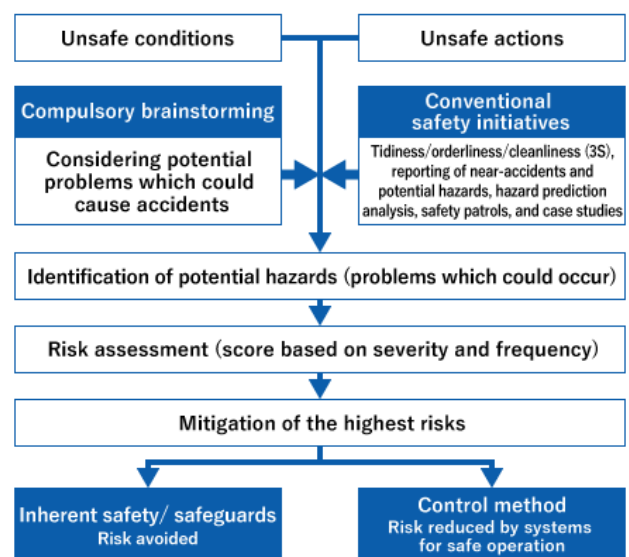 Unsafe conditions
Unsafe actions
Compulsory brainstorming
Considering potential
problems which could
cause accidents
Conventional
safety initiatives
Tidiness/orderliness/cleanliness (3S),
reporting of near-accidents and
potential hazards, hazard prediction
analysis, safety patrols, and case studies
Identification of potential hazards (problems which could occur)
Risk assessment (score based on severity and frequency)
Mitigation of the highest risks
Inherent safety/ safeguards
Risk avoided
Control method
Risk reduced by systems
for safe operation